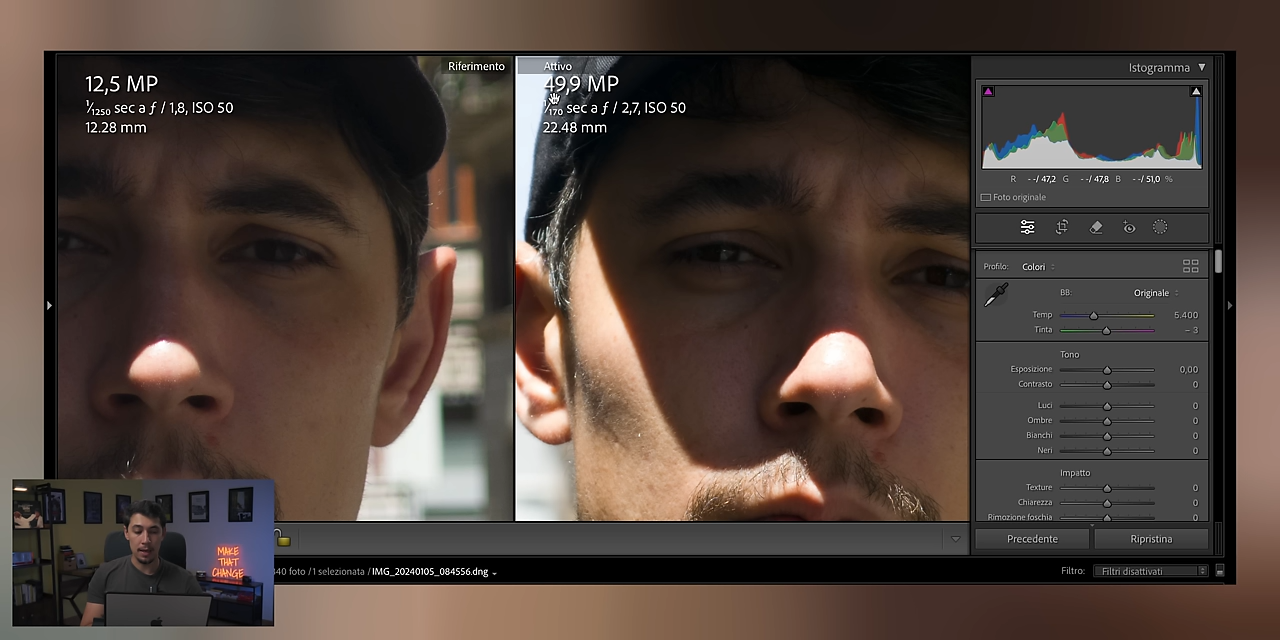 Riferimento
12,5 MP
1/1250 sec a ƒ / 1,8, ISO 50
12.28 mm
Attivo
49,9 MP
1/170 sec a ƒ / 2,7, ISO 50
22.48 mm
Istogramma
R --/ 47,2 G --/ 47,8 B --/ 51,0 %
Foto originale
Profilo: Colori
BB: Originale
Temp 5.400
Tinta – 3
Tono
Esposizione 0,00
Contrasto 0
Luci 0
Ombre 0
Bianchi 0
Neri 0
Impatto
Texture 0
Chiarezza 0
Rimozione foschia 0
Precedente Ripristina
40 foto / 1 selezionata / IMG_20240105_084556.dng
Filtro: Filtri disattivati
MAKE
THAT
CHANGE